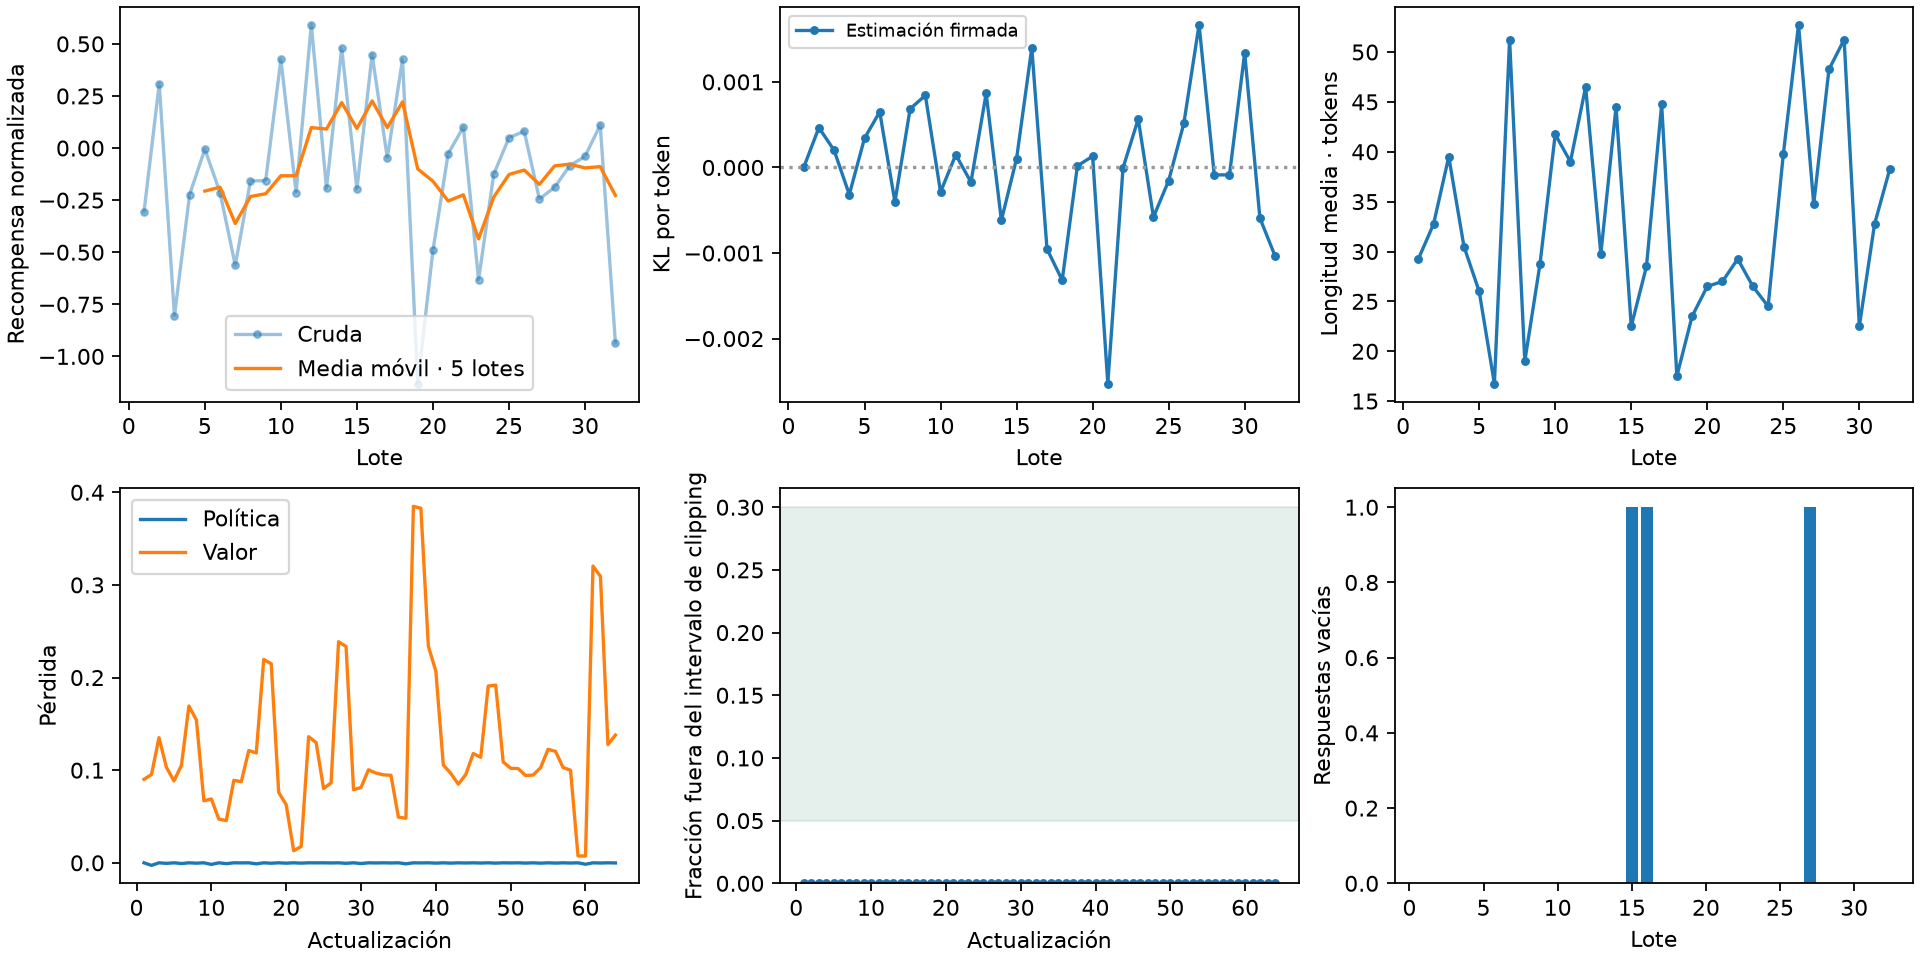 Recompensa normalizada
0.50
0.25
0.00
−0.25
−0.50
−0.75
−1.00
Cruda
Media móvil · 5 lotes
0 5 10 15 20 25 30
Lote
KL por token
Estimación firmada
0.001
0.000
−0.001
−0.002
0 5 10 15 20 25 30
Lote
Longitud media · tokens
50
45
40
35
30
25
20
15
0 5 10 15 20 25 30
Lote
Pérdida
0.4
0.3
0.2
0.1
0.0
Política
Valor
0 10 20 30 40 50 60
Actualización
Fracción fuera del intervalo de clipping
0.30
0.25
0.20
0.15
0.10
0.05
0.00
0 10 20 30 40 50 60
Actualización
Respuestas vacías
1.0
0.8
0.6
0.4
0.2
0.0
0 5 10 15 20 25 30
Lote